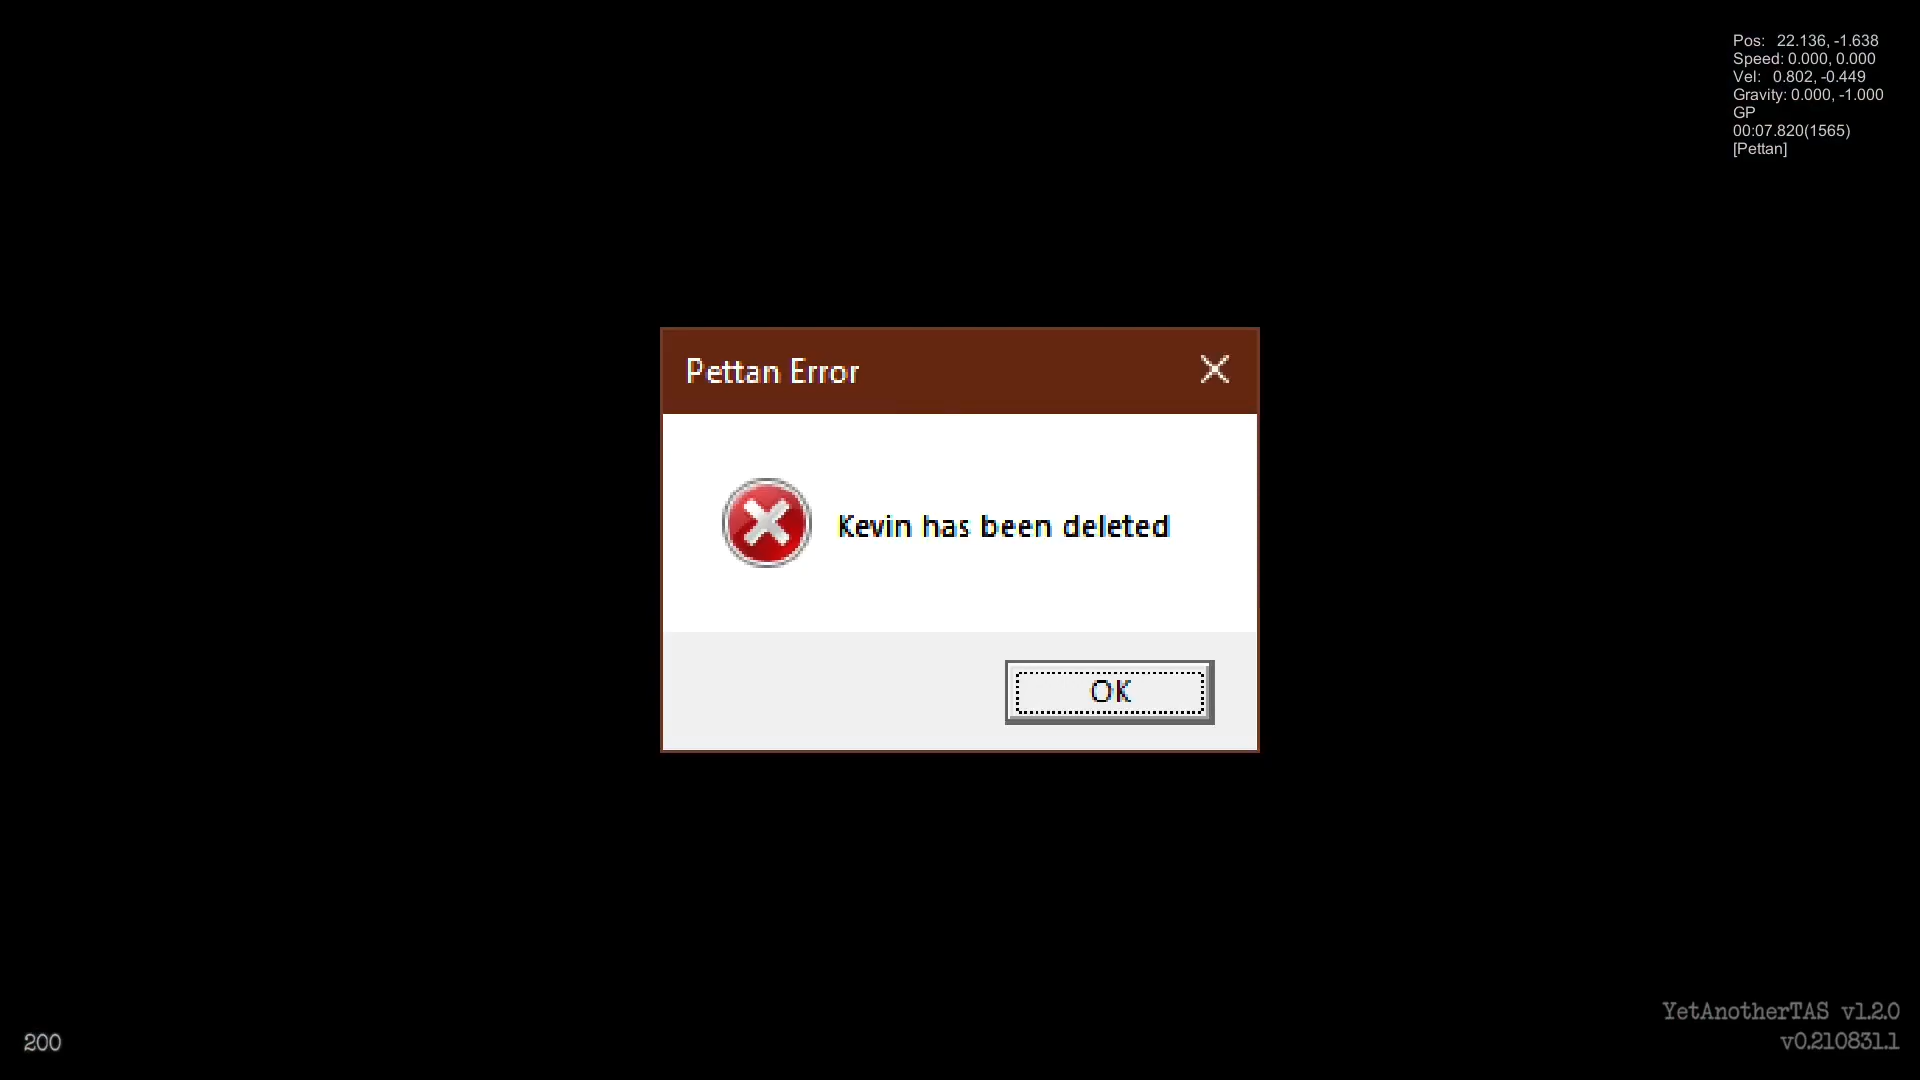 Pos: 22.136, -1.638
Speed: 0.000, 0.000
Vel: 0.802, -0.449
Gravity: 0.000, -1.000
GP
00:07.820(1565)
[Pettan]
Pettan Error
Kevin has been deleted
OK
YetAnotherTAS v1.2.0
v0.210831.1
200